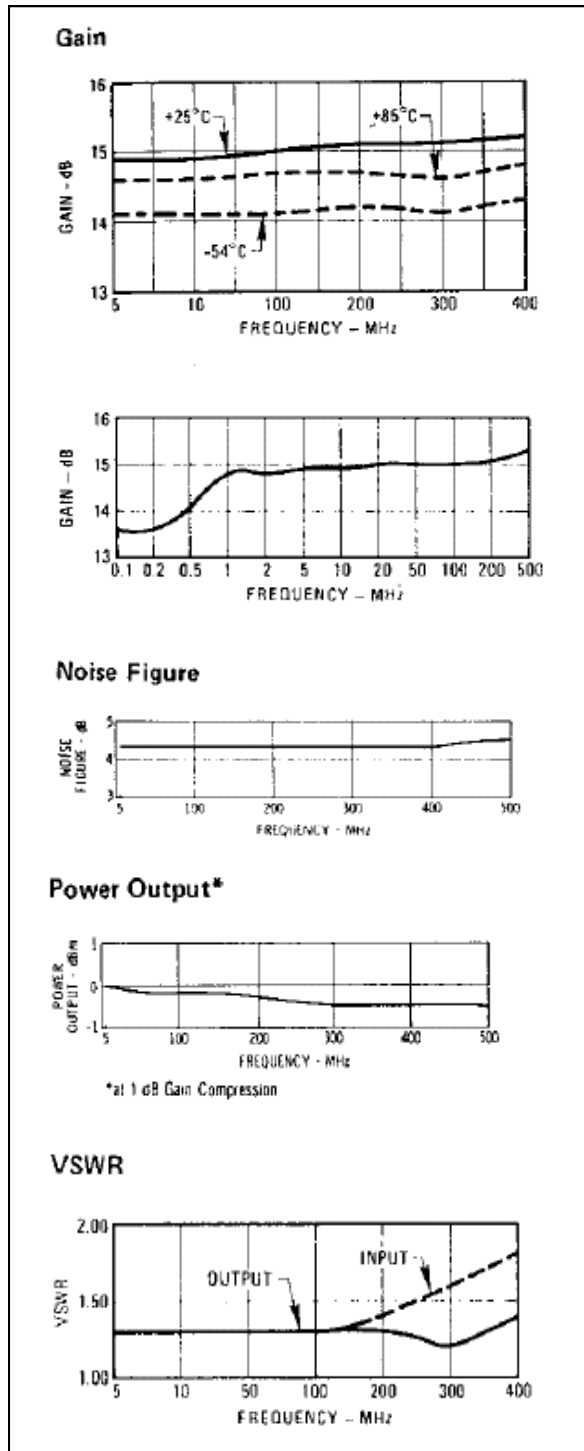 Gain
16
15
14
13
GAIN – dB
+25°C
+85°C
-54°C
5 10 100 200 300 400
FREQUENCY – MHz
16
15
14
13
GAIN – dB
0.1 0.2 0.5 1 2 5 10 20 50 100 200 500
FREQUENCY – MHz
Noise Figure
5
4
3
NOISE
FIGURE - dB
5 100 200 300 400 500
FREQUENCY - MHz
Power Output*
1
0
-1
POWER
OUTPUT - dBm
5 100 200 300 400 500
FREQUENCY - MHz
*at 1 dB Gain Compression
VSWR
2.00
1.50
1.00
VSWR
OUTPUT
INPUT
5 10 50 100 200 300 400
FREQUENCY – MHz